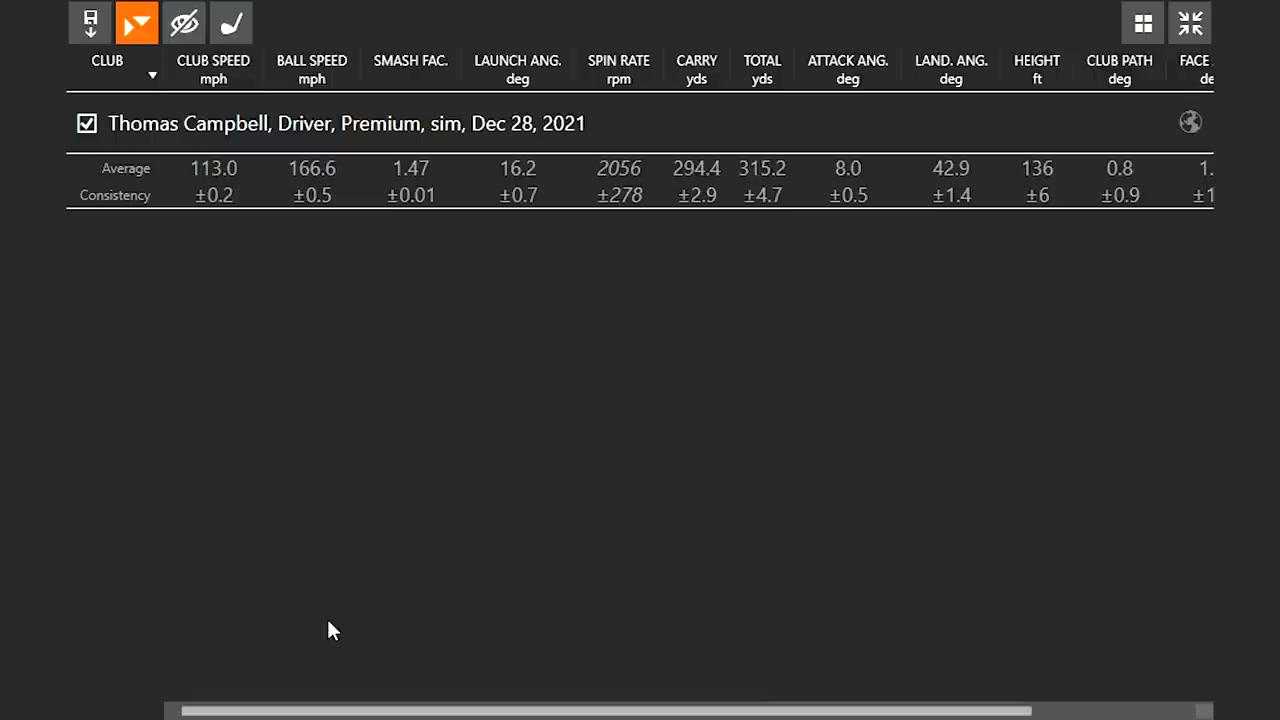 CLUB CLUB SPEED BALL SPEED SMASH FAC. LAUNCH ANG. SPIN RATE CARRY TOTAL ATTACK ANG. LAND. ANG. HEIGHT CLUB PATH FACE
mph mph deg rpm yds yds deg deg ft deg de
Thomas Campbell, Driver, Premium, sim, Dec 28, 2021
Average 113.0 166.6 1.47 16.2 2056 294.4 315.2 8.0 42.9 136 0.8 1.
Consistency ±0.2 ±0.5 ±0.01 ±0.7 ±278 ±2.9 ±4.7 ±0.5 ±1.4 ±6 ±0.9 ±1